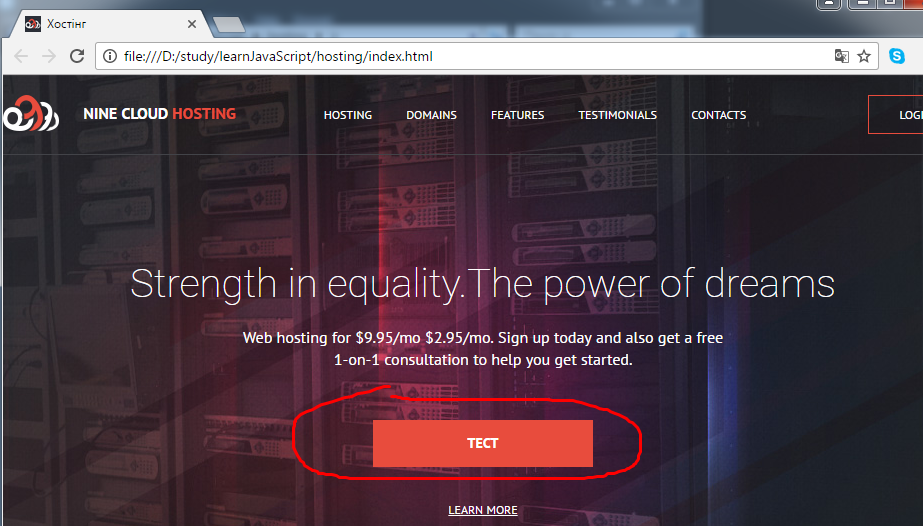 Хостінг
file:///D:/study/learnJavaScript/hosting/index.html
NINE CLOUD HOSTING
HOSTING DOMAINS FEATURES TESTIMONIALS CONTACTS LOGI
Strength in equality.The power of dreams
Web hosting for $9.95/mo $2.95/mo. Sign up today and also get a free
1-on-1 consultation to help you get started.
ТЕСТ
LEARN MORE